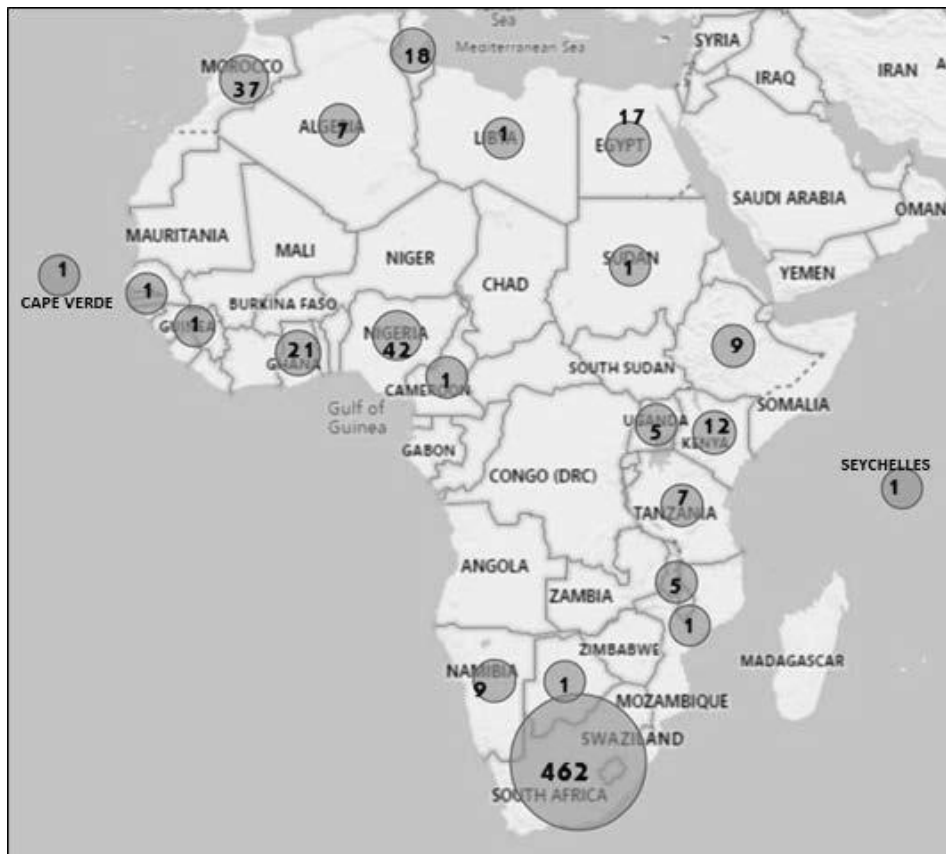 Sea
Mediterranean Sea
SYRIA
IRAQ
IRAN
A
MOROCCO
37
18
ALGERIA
7
LIBYA
1
17
EGYPT
SAUDI ARABIA
OMAN
MAURITANIA
MALI
NIGER
CHAD
SUDAN
1
YEMEN
1
CAPE VERDE
1
GUINEA
1
BURKINA FASO
21
GHANA
NIGERIA
42
CAMEROON
1
SOUTH SUDAN
9
SOMALIA
Gulf of
Guinea
GABON
CONGO (DRC)
UGANDA
5
12
KENYA
SEYCHELLES
1
7
TANZANIA
ANGOLA
ZAMBIA
5
1
ZIMBABWE
MADAGASCAR
NAMIBIA
9
1
MOZAMBIQUE
SWAZILAND
462
SOUTH AFRICA